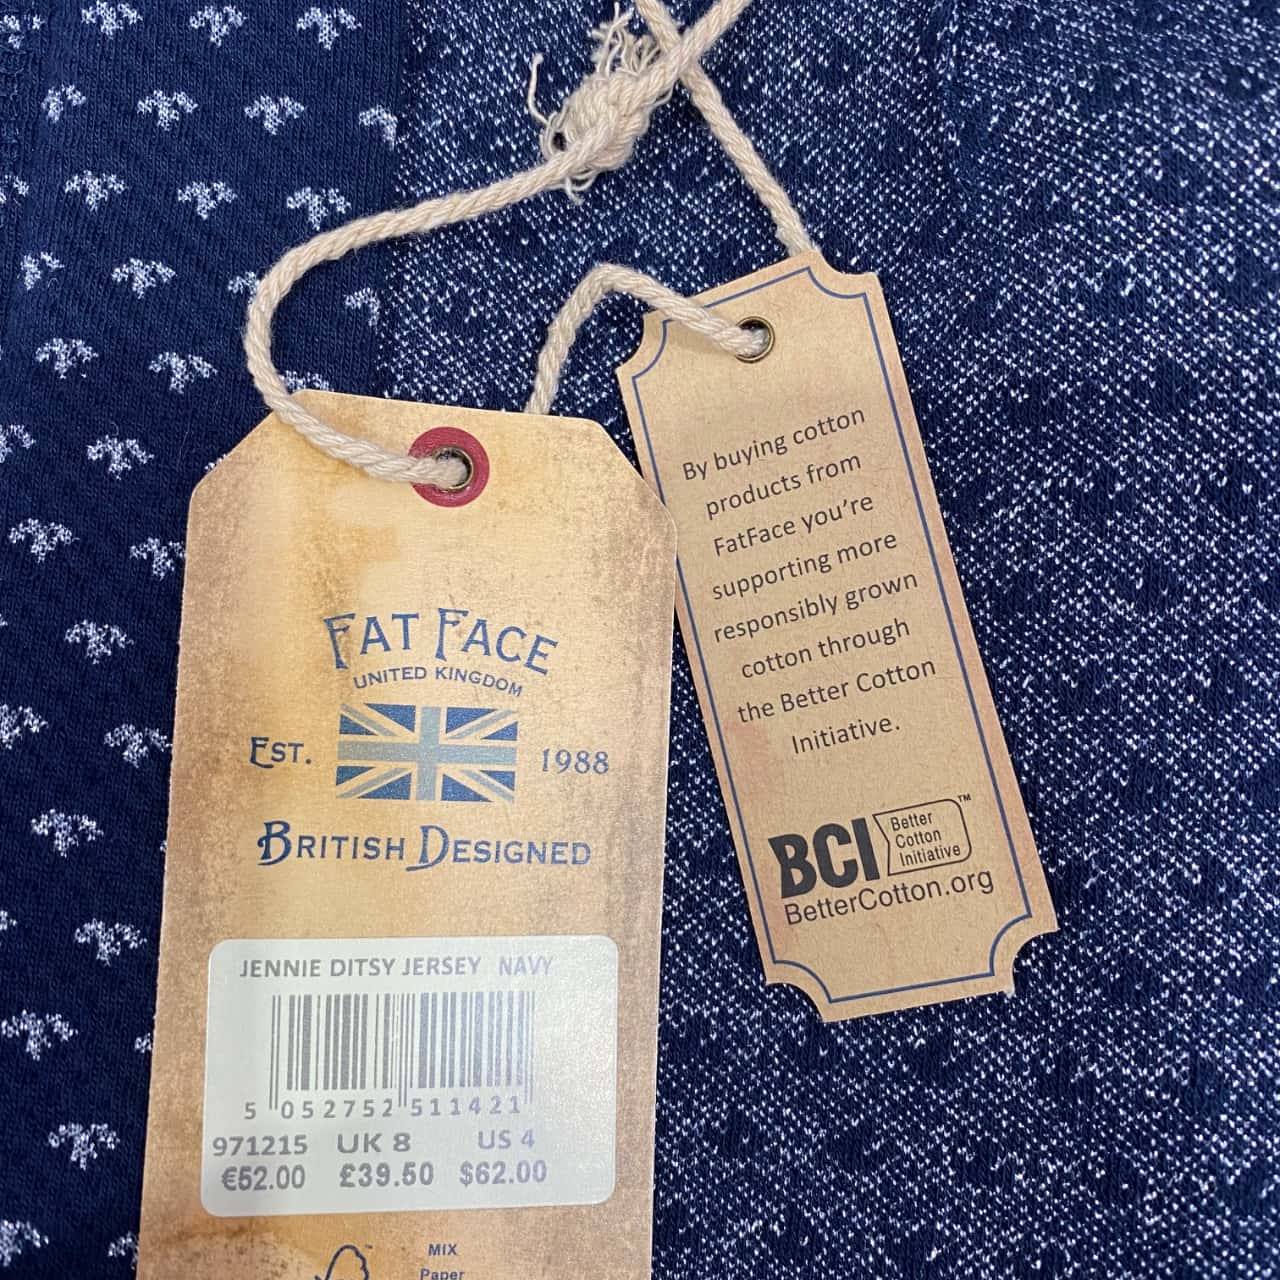 FAT FACE
UNITED KINGDOM
EST. 1988
BRITISH DESIGNED
JENNIE DITSY JERSEY NAVY
5 052752 511421
971215 UK 8 US 4
€52.00 £39.50 $62.00
MIX
Paper
By buying cotton
products from
FatFace you're
supporting more
responsibly grown
cotton through
the Better Cotton
Initiative.
BCI Better
Cotton
Initiative™
BetterCotton.org